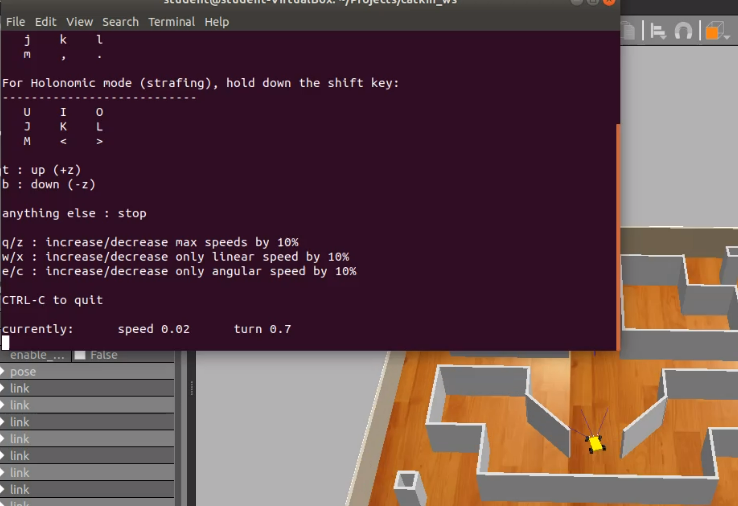 student@student-VirtualBox: ~/Projects/catkin_ws
File Edit View Search Terminal Help
j k l
m , .
For Holonomic mode (strafing), hold down the shift key:
---------------------------
U I O
J K L
M < >
t : up (+z)
b : down (-z)
anything else : stop
q/z : increase/decrease max speeds by 10%
w/x : increase/decrease only linear speed by 10%
e/c : increase/decrease only angular speed by 10%
CTRL-C to quit
currently: speed 0.02 turn 0.7
enable_... False
pose
link
link
link
link
link
link
link
link